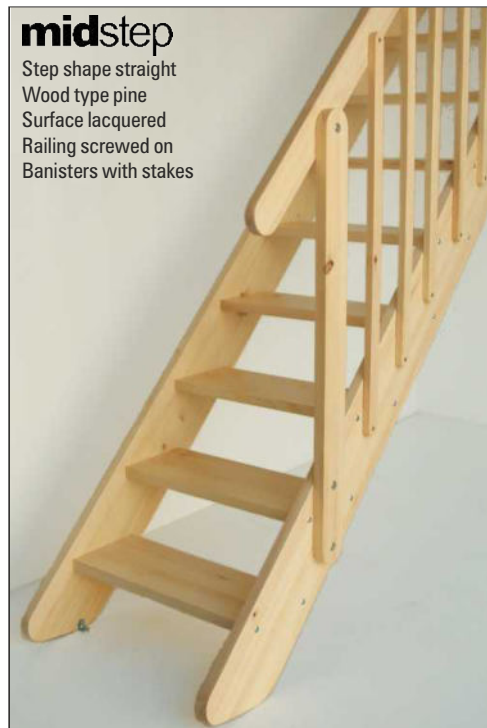 midstep
Step shape straight
Wood type pine
Surface lacquered
Railing screwed on
Banisters with stakes